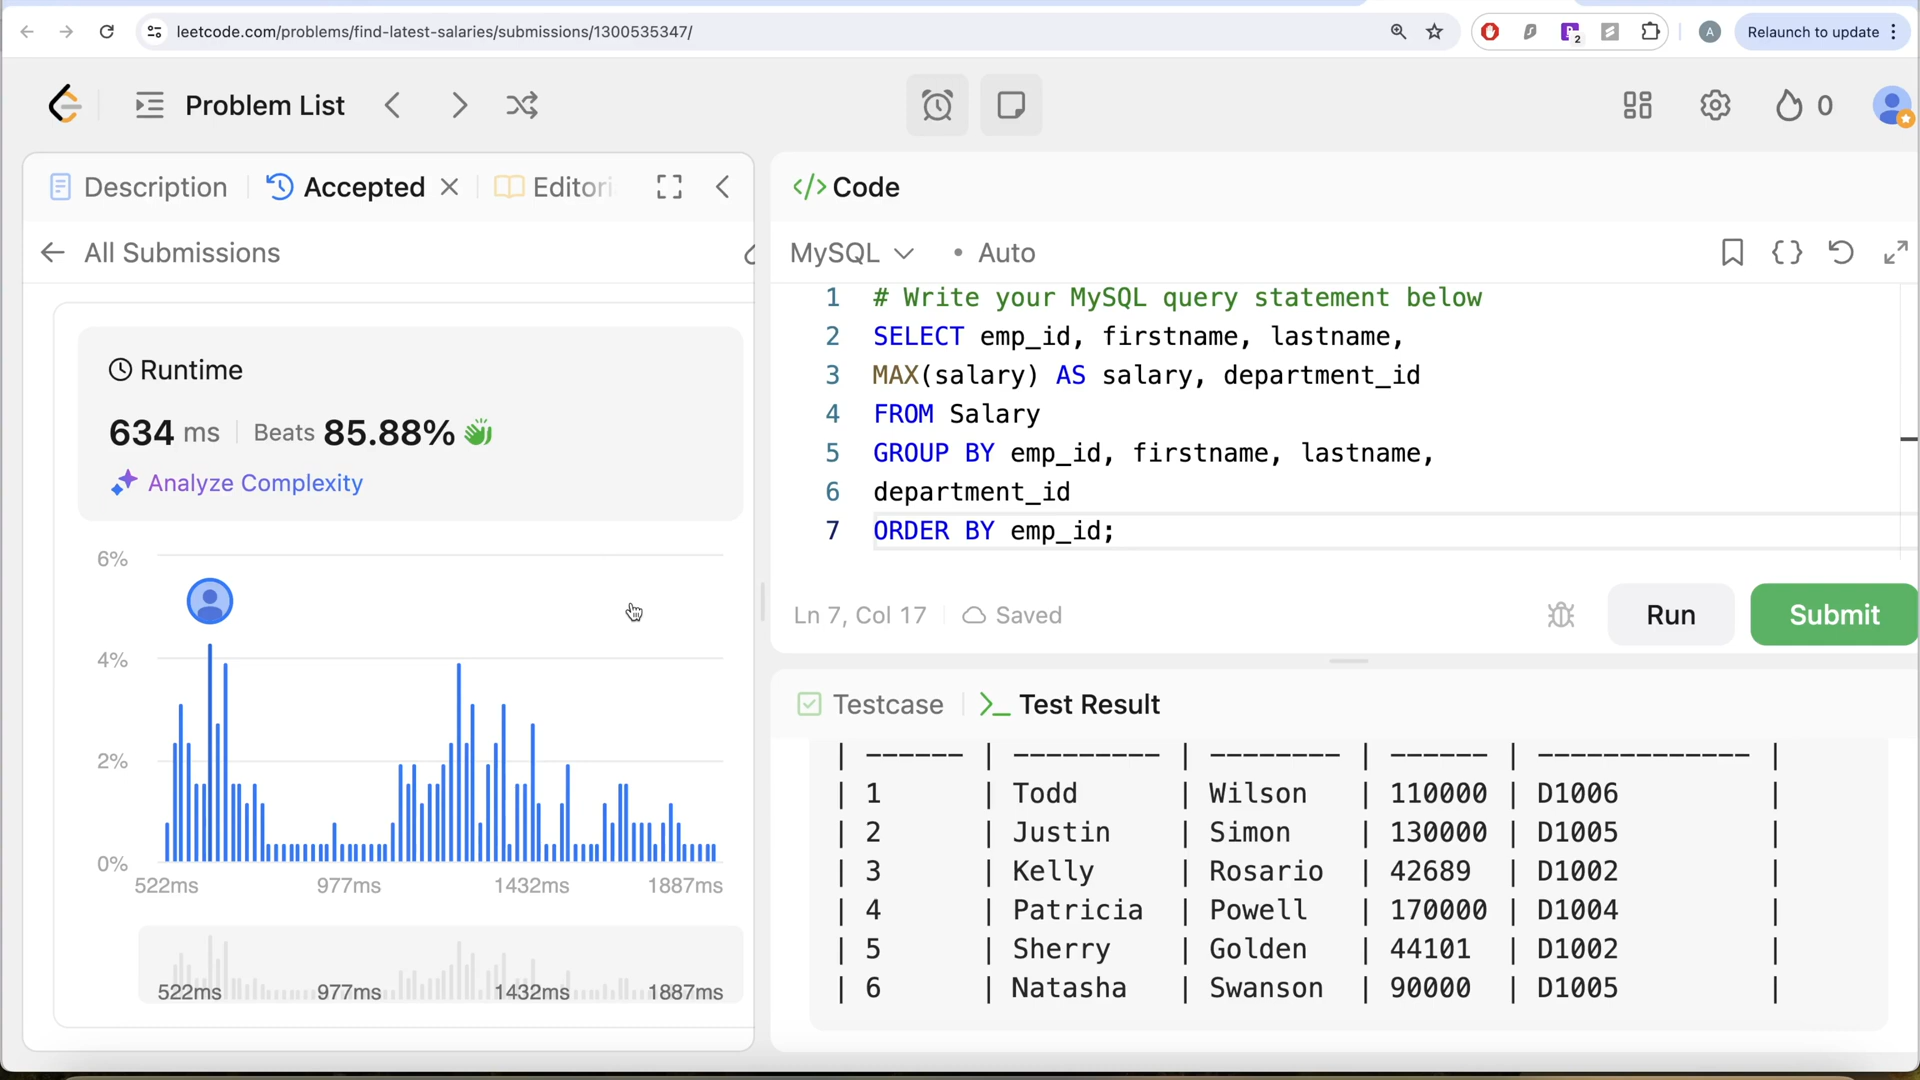 leetcode.com/problems/find-latest-salaries/submissions/1300535347/
2
A
Relaunch to update
Problem List
0
Description
Accepted
Editori
All Submissions
Runtime
634 ms
Beats 85.88%
Analyze Complexity
6%
4%
2%
0%
522ms 977ms 1432ms 1887ms
522ms 977ms 1432ms 1887ms
</> Code
MySQL • Auto
1 # Write your MySQL query statement below
2 SELECT emp_id, firstname, lastname,
3 MAX(salary) AS salary, department_id
4 FROM Salary
5 GROUP BY emp_id, firstname, lastname,
6 department_id
7 ORDER BY emp_id;
Ln 7, Col 17
Saved
Run
Submit
Testcase
>_ Test Result
| ------ | --------- | -------- | ------ | ------------- |
| 1 | Todd | Wilson | 110000 | D1006 |
| 2 | Justin | Simon | 130000 | D1005 |
| 3 | Kelly | Rosario | 42689 | D1002 |
| 4 | Patricia | Powell | 170000 | D1004 |
| 5 | Sherry | Golden | 44101 | D1002 |
| 6 | Natasha | Swanson | 90000 | D1005 |